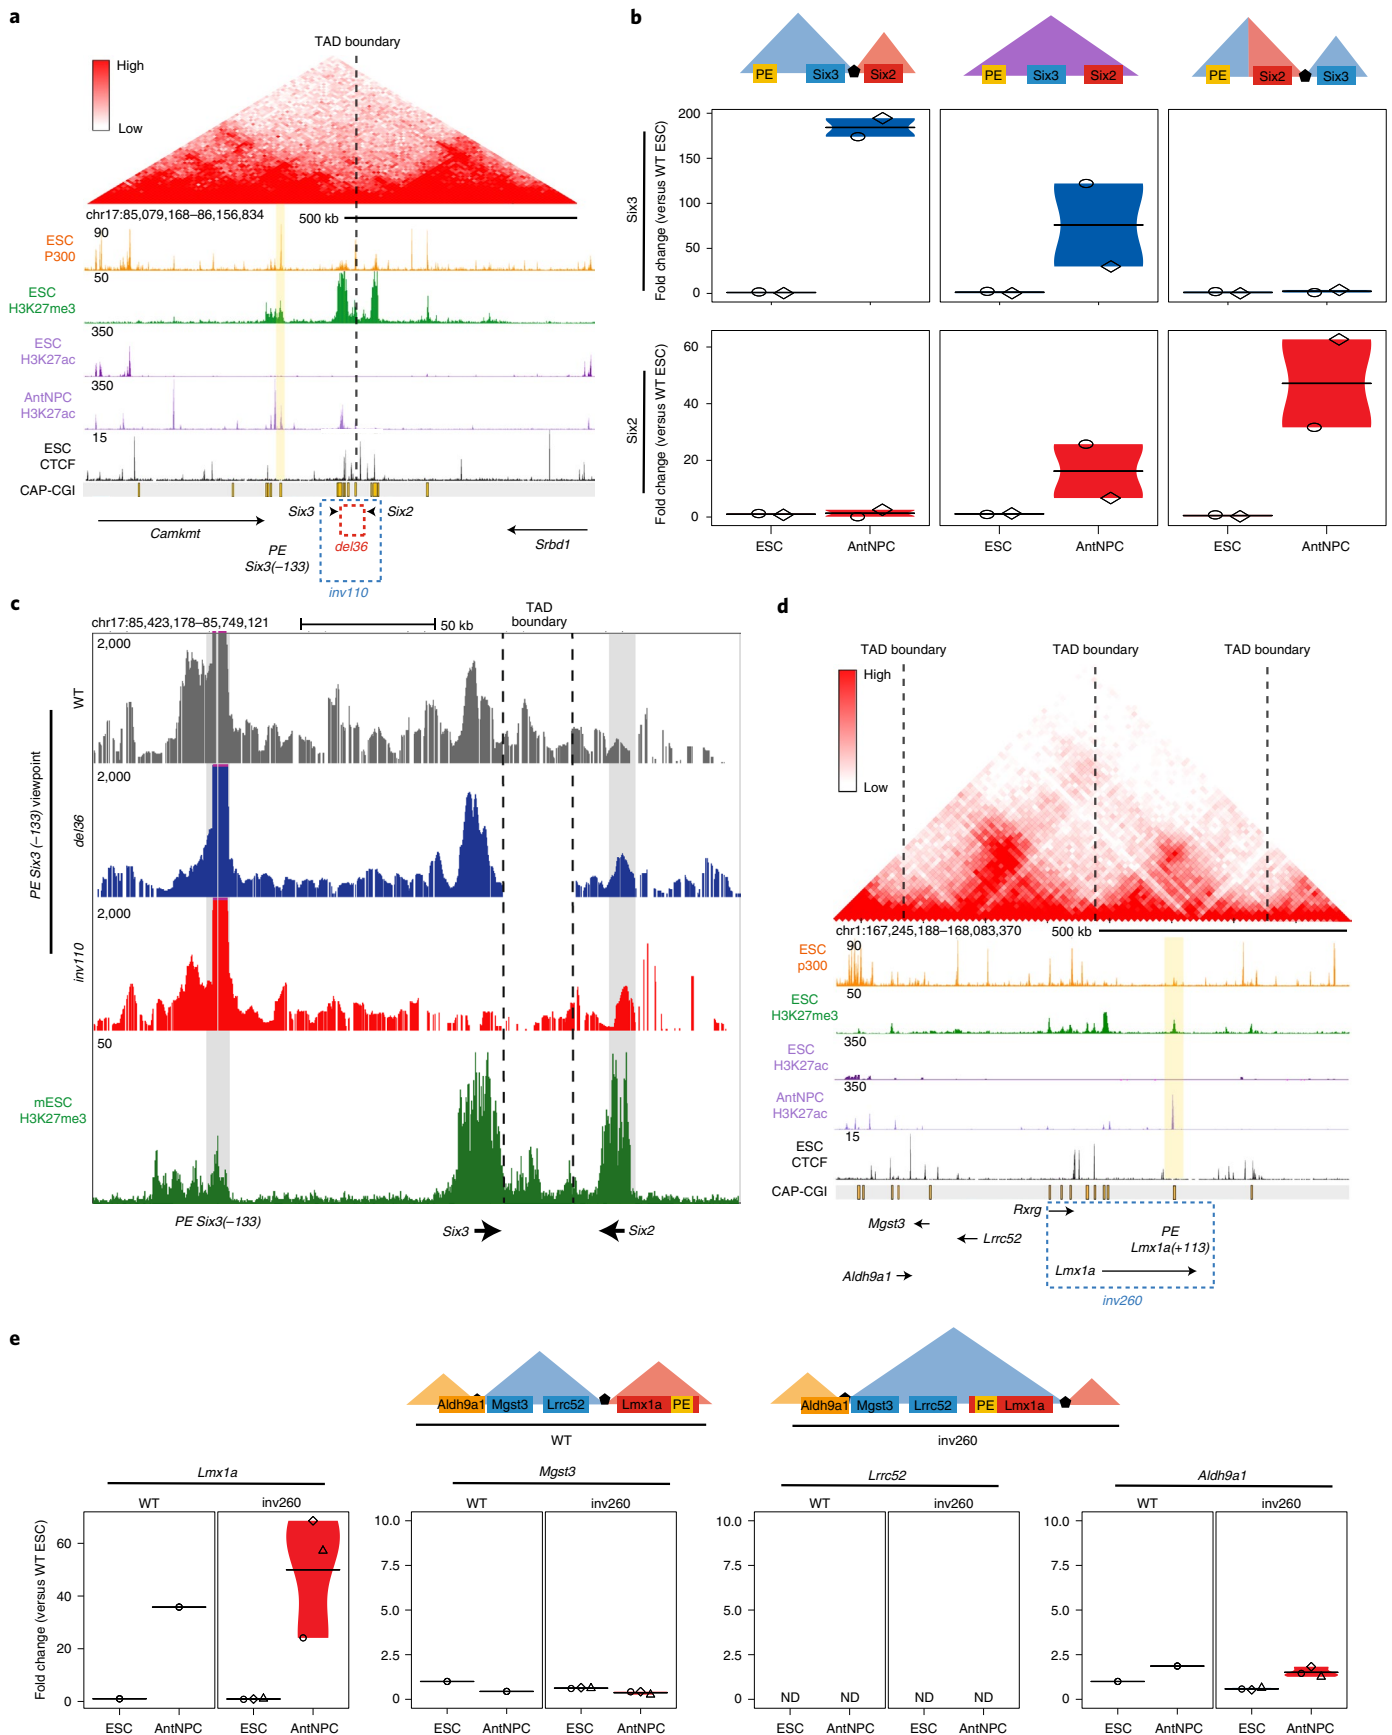 a
TAD boundary
High
Low
chr17:85,079,168–86,156,834
500 kb
ESC
P300
90
ESC
H3K27me3
50
ESC
H3K27ac
350
AntNPC
H3K27ac
350
ESC
CTCF
15
CAP-CGI
Six3
Six2
Camkmt
PE
Six3(–133)
del36
inv110
Srbd1
b
PE
Six3
Six2
PE
Six3
Six2
PE
Six2
Six3
Six3
Fold change (versus WT ESC)
200
150
100
50
0
Six2
Fold change (versus WT ESC)
60
40
20
0
ESC
AntNPC
ESC
AntNPC
ESC
AntNPC
c
chr17:85,423,178–85,749,121
50 kb
TAD
boundary
PE Six3 (–133) viewpoint
WT
2,000
del36
2,000
inv110
2,000
mESC
H3K27me3
50
PE Six3(–133)
Six3
Six2
d
TAD boundary
TAD boundary
TAD boundary
High
Low
chr1:167,245,188–168,083,370
500 kb
ESC
p300
90
ESC
H3K27me3
50
ESC
H3K27ac
350
AntNPC
H3K27ac
350
ESC
CTCF
15
CAP-CGI
Rxrg
Mgst3
Lrrc52
PE
Lmx1a(+113)
Lmx1a
Aldh9a1
inv260
e
Aldh9a1
Mgst3
Lrrc52
Lmx1a
PE
WT
Aldh9a1
Mgst3
Lrrc52
PE
Lmx1a
inv260
Lmx1a
WT
inv260
Fold change (versus WT ESC)
60
40
20
0
ESC
AntNPC
ESC
AntNPC
Mgst3
WT
inv260
10.0
7.5
5.0
2.5
0
ESC
AntNPC
ESC
AntNPC
Lrrc52
WT
inv260
10.0
7.5
5.0
2.5
0
ND
ND
ND
ND
ESC
AntNPC
ESC
AntNPC
Aldh9a1
WT
inv260
10.0
7.5
5.0
2.5
0
ESC
AntNPC
ESC
AntNPC